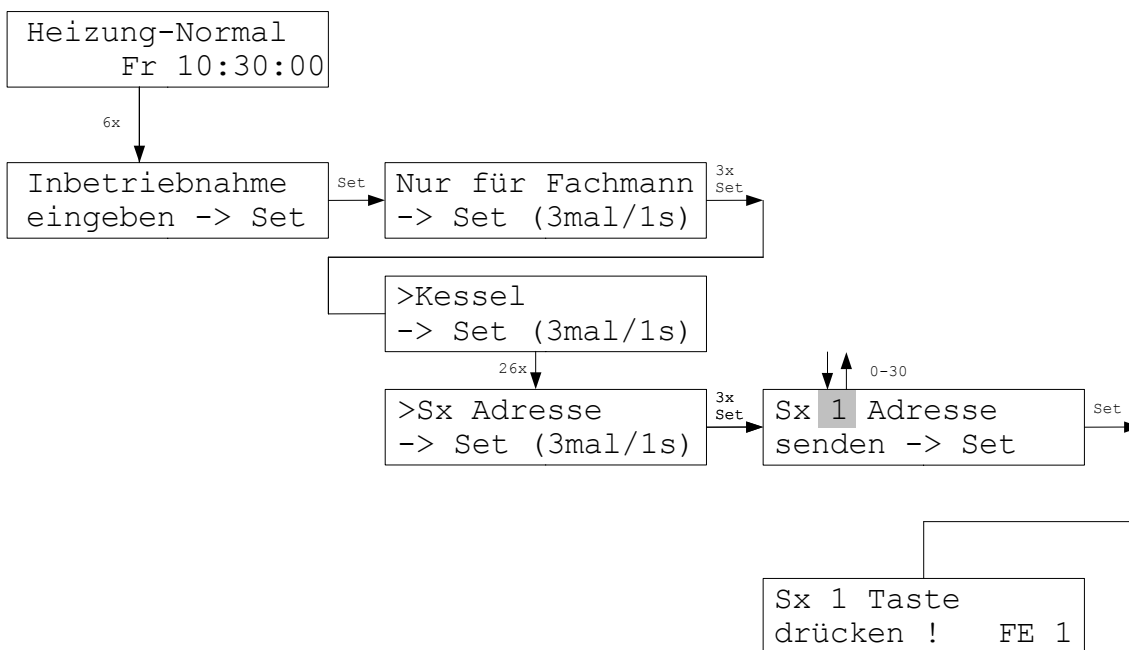 Heizung-Normal
Fr 10:30:00
6x
Inbetriebnahme
eingeben -> Set
Set
Nur für Fachmann
-> Set (3mal/1s)
3x
Set
>Kessel
-> Set (3mal/1s)
26x
>Sx Adresse
-> Set (3mal/1s)
3x
Set
0-30
Sx 1 Adresse
senden -> Set
Set
Sx 1 Taste
drücken ! FE 1